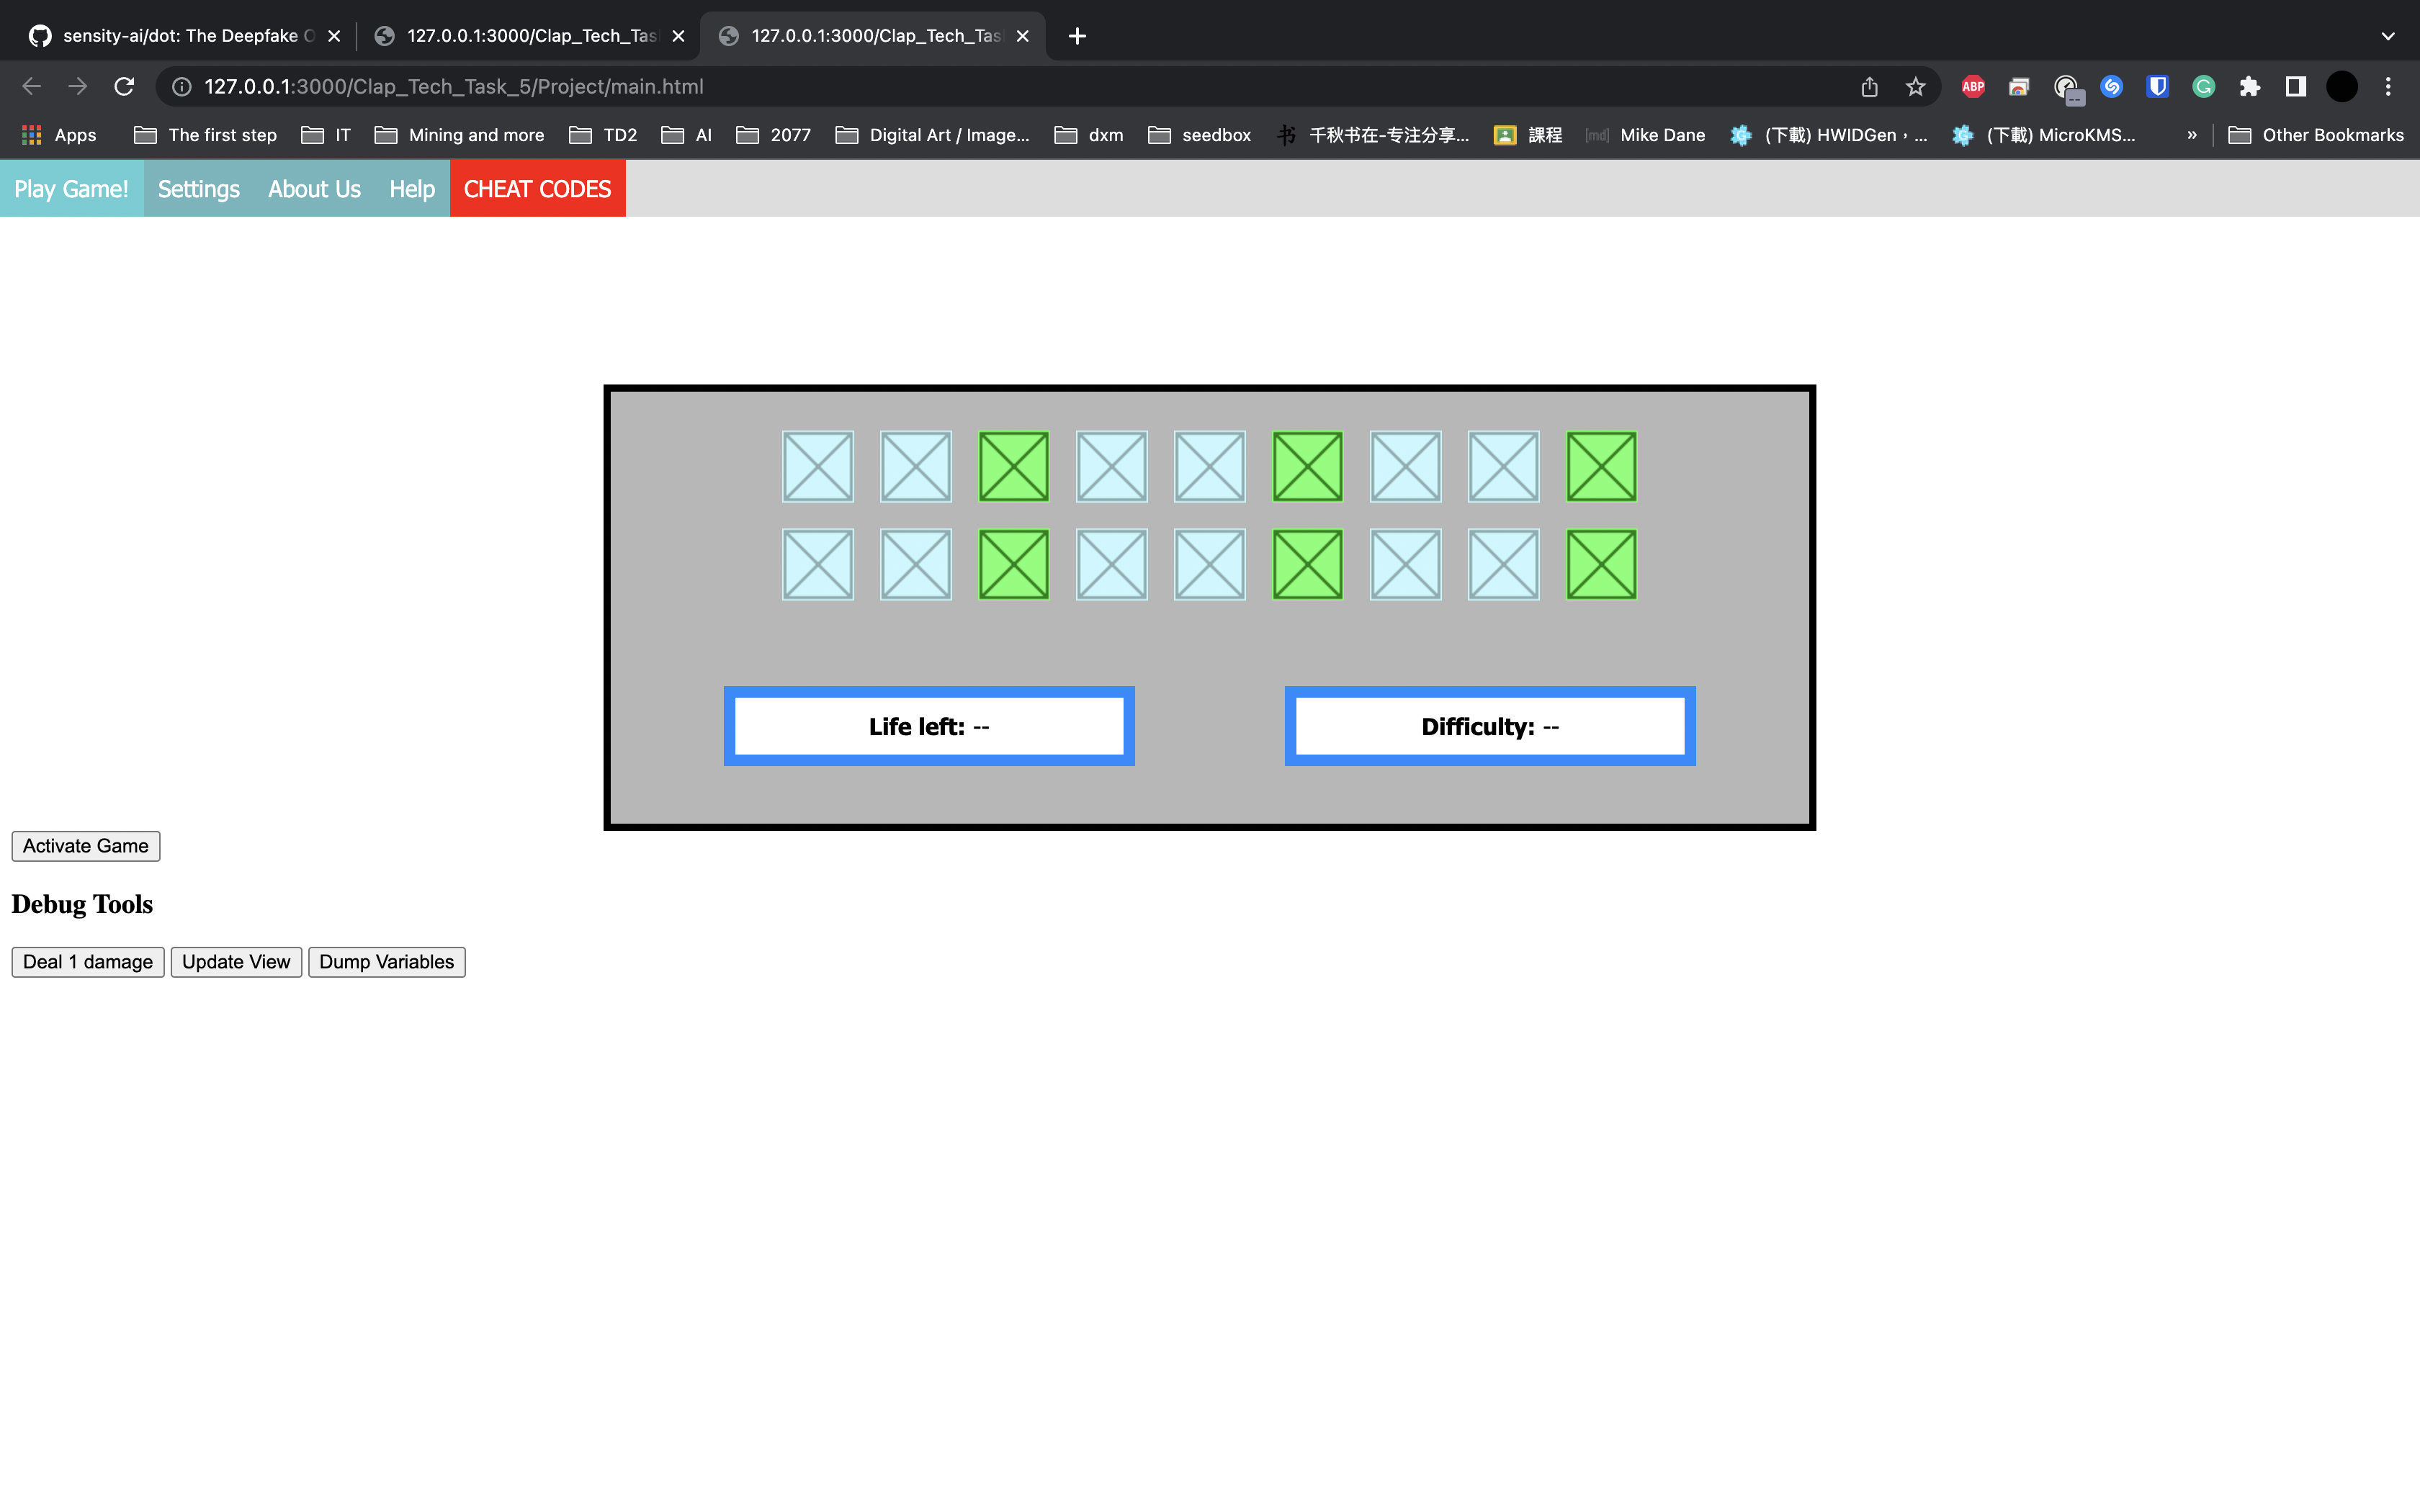 sensity-ai/dot: The Deepfake O
127.0.0.1:3000/Clap_Tech_Tas
127.0.0.1:3000/Clap_Tech_Tas
127.0.0.1:3000/Clap_Tech_Task_5/Project/main.html
ABP
Apps The first step IT Mining and more TD2 AI 2077 Digital Art / Image... dxm seedbox 书 千秋书在-专注分享... 課程 [md] Mike Dane (下載) HWIDGen，... (下載) MicroKMS... » Other Bookmarks
Play Game! Settings About Us Help CHEAT CODES
Life left: -- Difficulty: --
Activate Game
Debug Tools
Deal 1 damage Update View Dump Variables